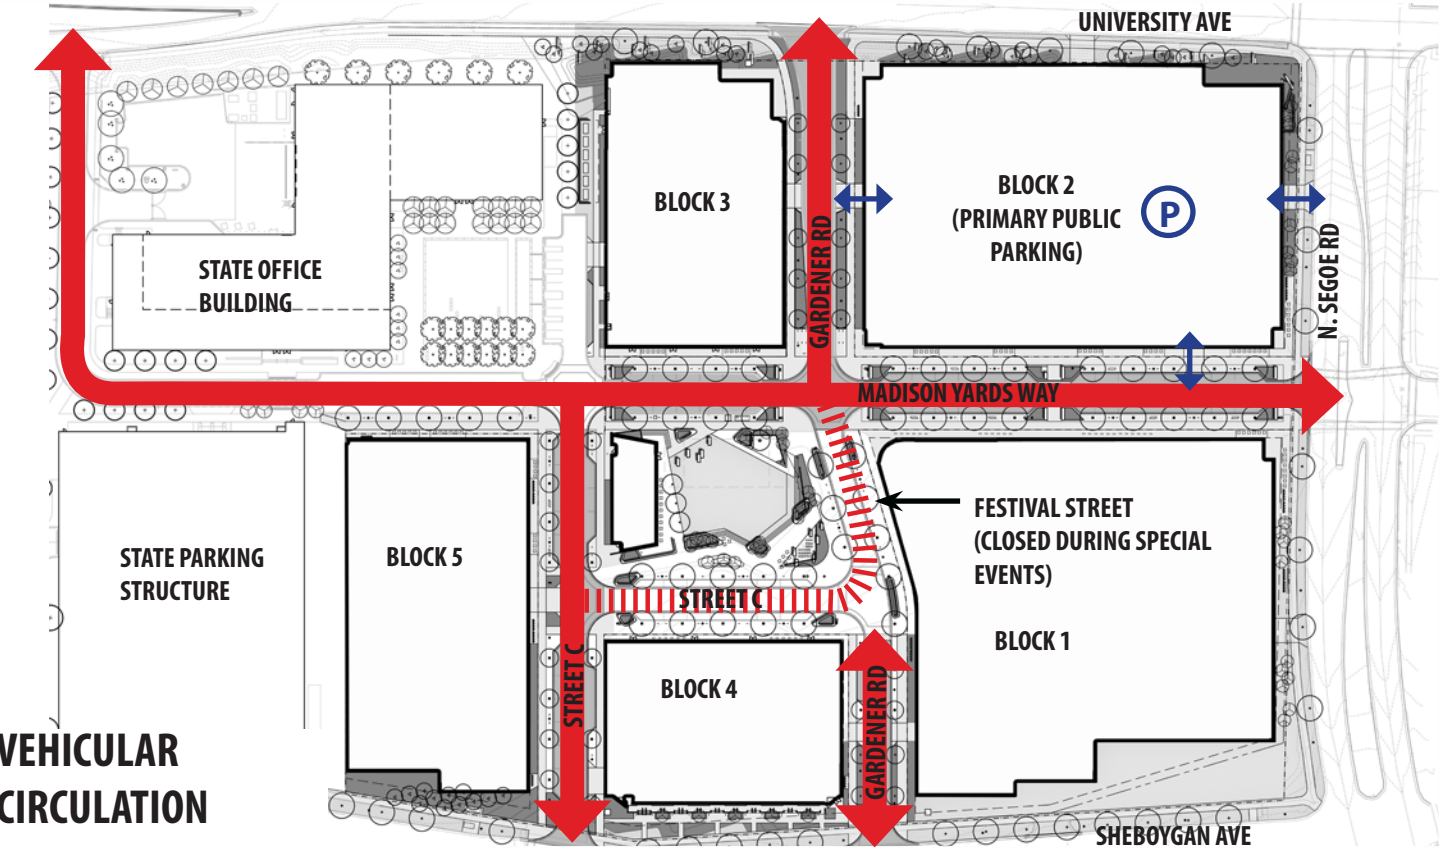 UNIVERSITY AVE
BLOCK 3
GARDENER RD
BLOCK 2
(PRIMARY PUBLIC
PARKING)
P
N. SEGOE RD
STATE OFFICE
BUILDING
MADISON YARDS WAY
STATE PARKING
STRUCTURE
BLOCK 5
FESTIVAL STREET
(CLOSED DURING SPECIAL
EVENTS)
STREET C
BLOCK 1
STREET C
BLOCK 4
GARDENER RD
VEHICULAR
CIRCULATION
SHEBOYGAN AVE